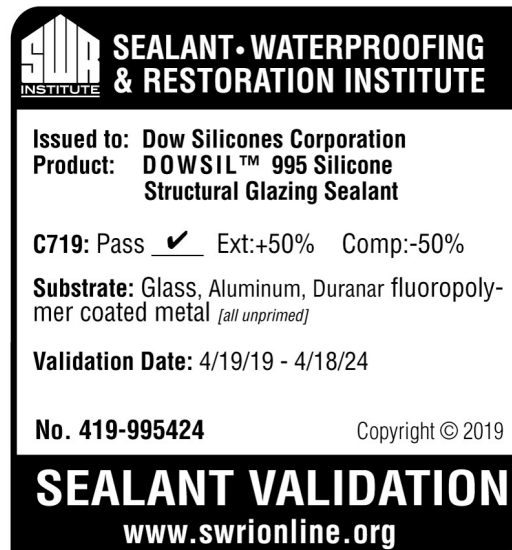 SWR
INSTITUTE
SEALANT • WATERPROOFING
& RESTORATION INSTITUTE
Issued to: Dow Silicones Corporation
Product: DOWSIL™ 995 Silicone
Structural Glazing Sealant
C719: Pass ✔ Ext:+50% Comp:-50%
Substrate: Glass, Aluminum, Duranar fluoropoly-
mer coated metal [all unprimed]
Validation Date: 4/19/19 - 4/18/24
No. 419-995424 Copyright © 2019
SEALANT VALIDATION
www.swrionline.org